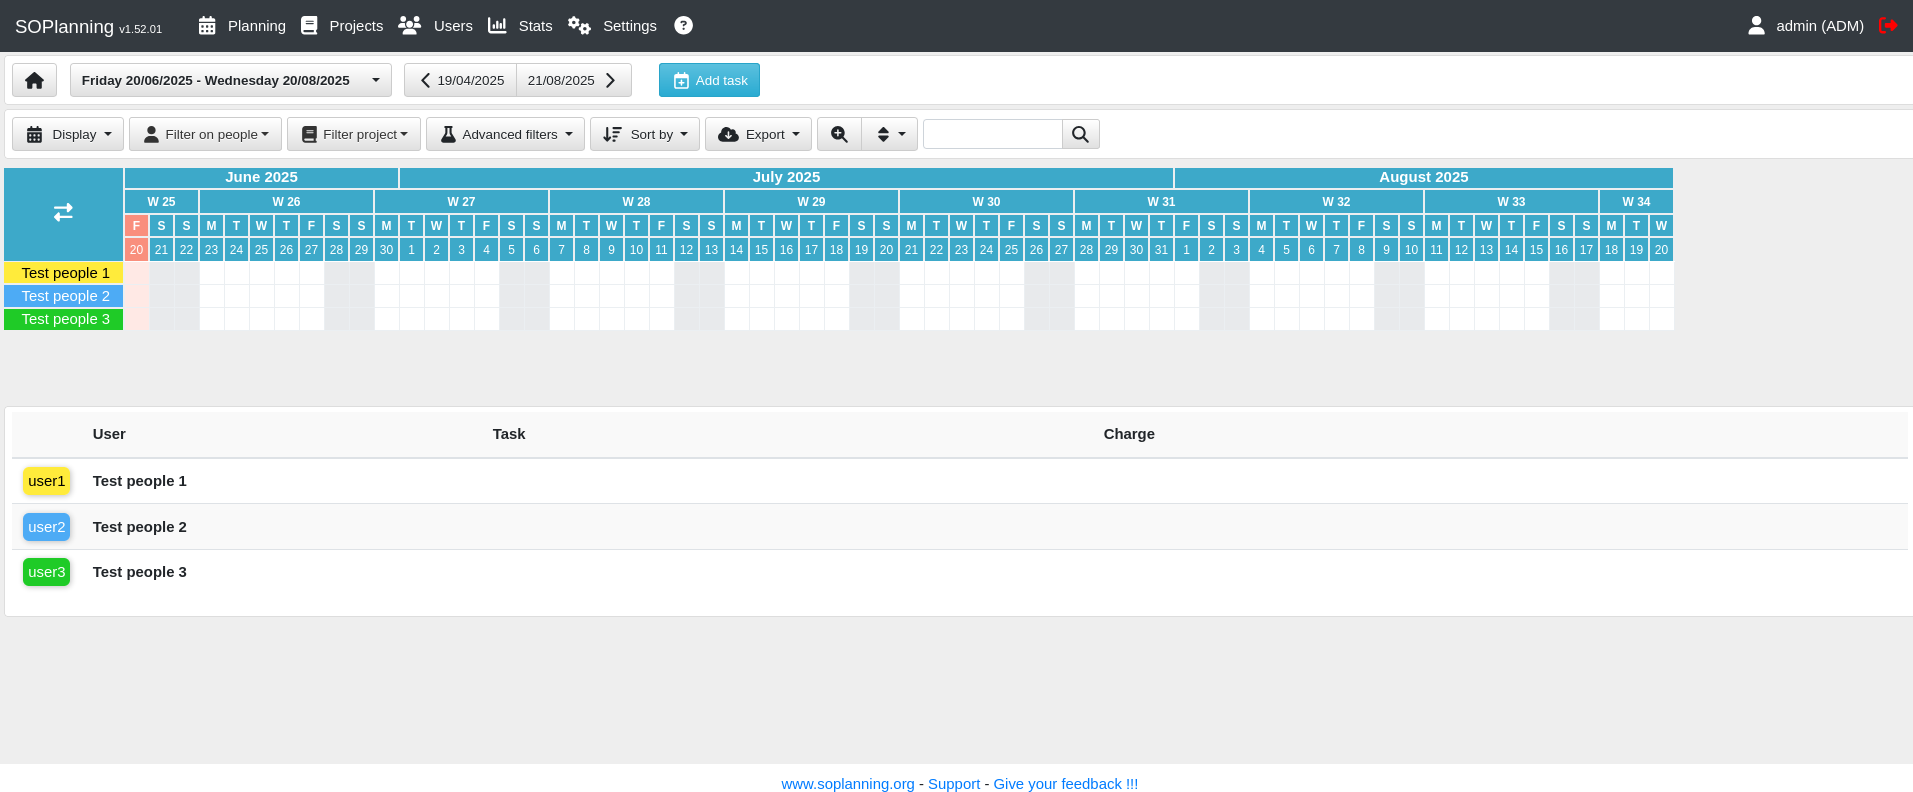 SOPlanning v1.52.01 Planning Projects Users Stats Settings admin (ADM)
Friday 20/06/2025 - Wednesday 20/08/2025 19/04/2025 21/08/2025 Add task
Display Filter on people Filter project Advanced filters Sort by Export
June 2025 July 2025 August 2025
W 25 W 26 W 27 W 28 W 29 W 30 W 31 W 32 W 33 W 34
F S S M T W T F S S M T W T F S S M T W T F S S M T W T F S S M T W T F S S M T W T F S S M T W T F S S M T W T F S S M T W
20 21 22 23 24 25 26 27 28 29 30 1 2 3 4 5 6 7 8 9 10 11 12 13 14 15 16 17 18 19 20 21 22 23 24 25 26 27 28 29 30 31 1 2 3 4 5 6 7 8 9 10 11 12 13 14 15 16 17 18 19 20
Test people 1
Test people 2
Test people 3
User Task Charge
user1 Test people 1
user2 Test people 2
user3 Test people 3
www.soplanning.org - Support - Give your feedback !!!